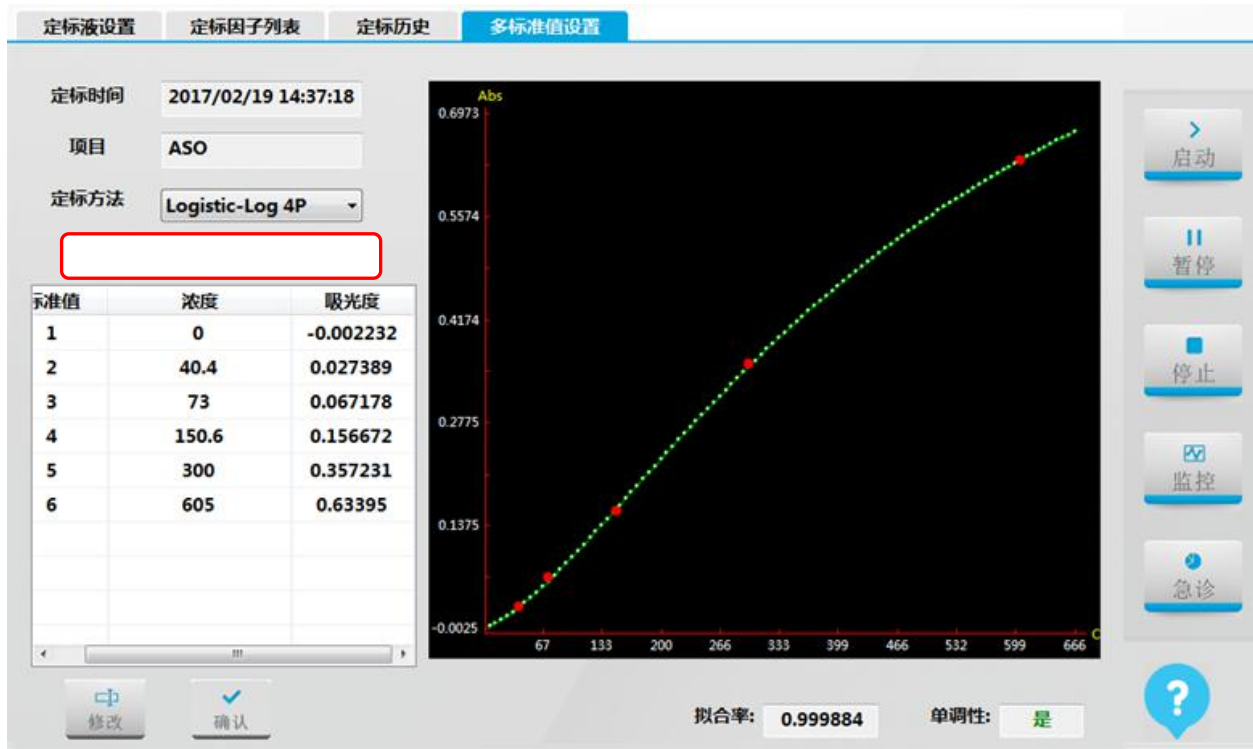 定标液设置 定标因子列表 定标历史 多标准值设置
定标时间 2017/02/19 14:37:18
项目 ASO
定标方法 Logistic-Log 4P
标准值 浓度 吸光度
1 0 -0.002232
2 40.4 0.027389
3 73 0.067178
4 150.6 0.156672
5 300 0.357231
6 605 0.63395
Abs
0.6973
0.5574
0.4174
0.2775
0.1375
-0.0025
67 133 200 266 333 399 466 532 599 666
C
启动
暂停
停止
监控
急诊
修改 确认
拟合率: 0.999884 单调性: 是
?